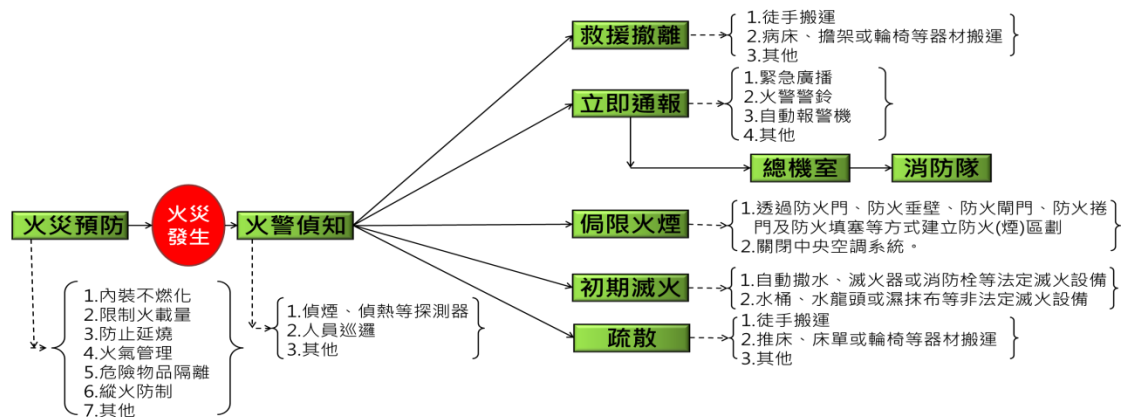 火災預防
1.內裝不燃化
2.限制火載量
3.防止延燒
4.火氣管理
5.危險物品隔離
6.縱火防制
7.其他
火災
發生
火警偵知
1.偵煙、偵熱等探測器
2.人員巡邏
3.其他
救援撤離
1.徒手搬運
2.病床、擔架或輪椅等器材搬運
3.其他
立即通報
1.緊急廣播
2.火警警鈴
3.自動報警機
4.其他
總機室
消防隊
侷限火煙
1.透過防火門、防火垂壁、防火閘門、防火捲
門及防火填塞等方式建立防火(煙)區劃
2.關閉中央空調系統。
初期滅火
1.自動撒水、滅火器或消防栓等法定滅火設備
2.水桶、水龍頭或濕抹布等非法定滅火設備
疏散
1.徒手搬運
2.推床、床單或輪椅等器材搬運
3.其他